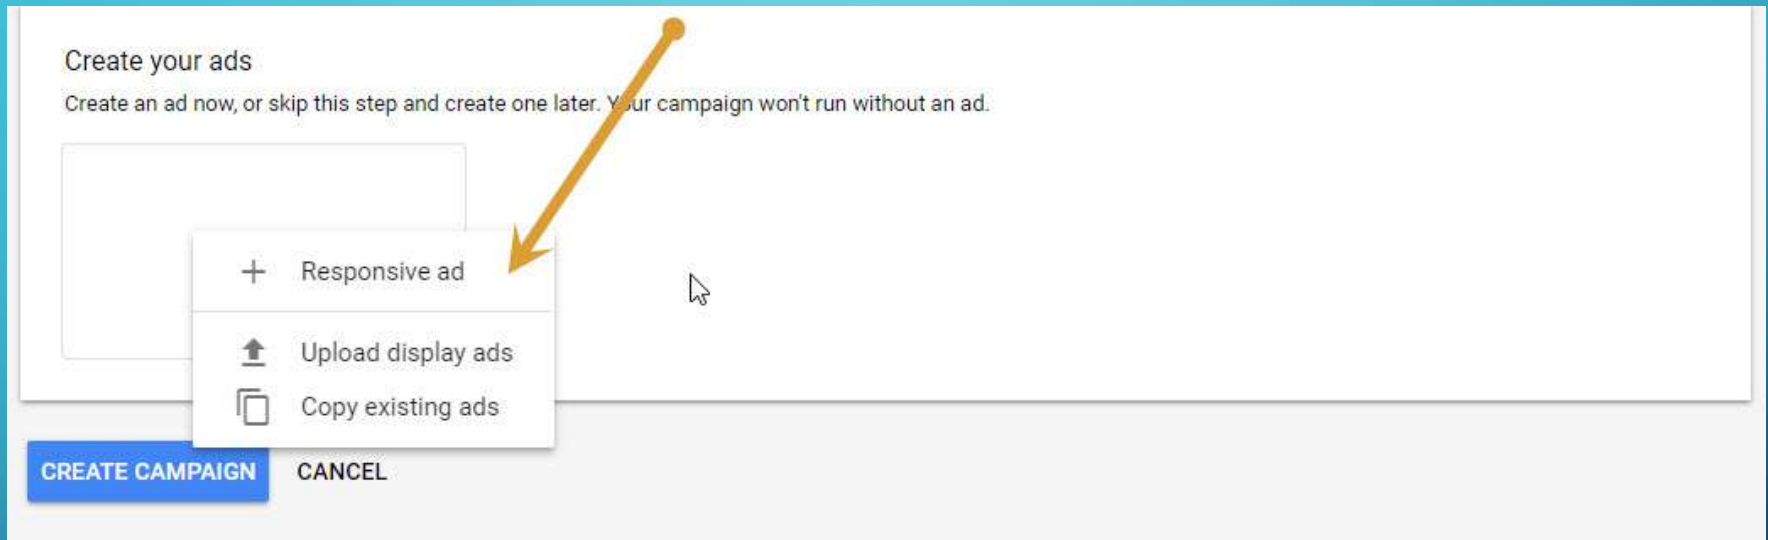 Create your ads
Create an ad now, or skip this step and create one later. Your campaign won't run without an ad.
Responsive ad
Upload display ads
Copy existing ads
CREATE CAMPAIGN CANCEL